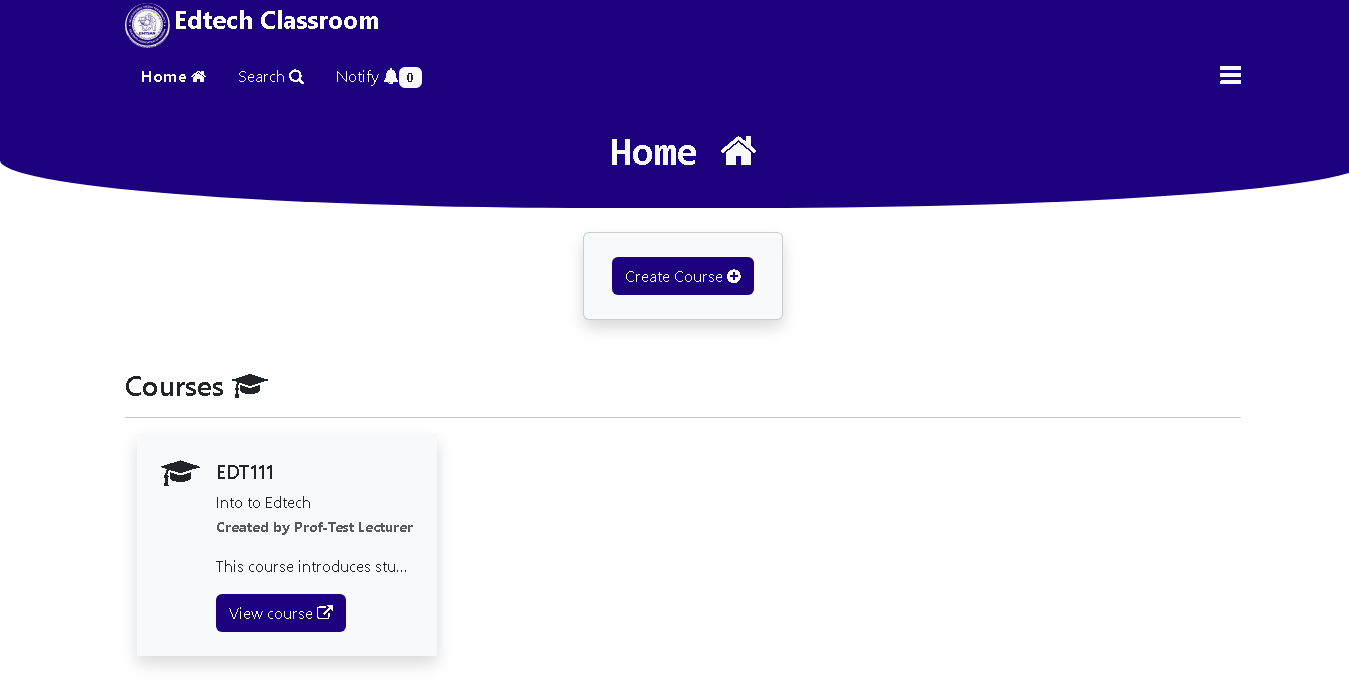 Edtech Classroom
Home
Search
Notify 0
Home
Create Course
Courses
EDT111
Into to Edtech
Created by Prof-Test Lecturer
This course introduces stu...
View course